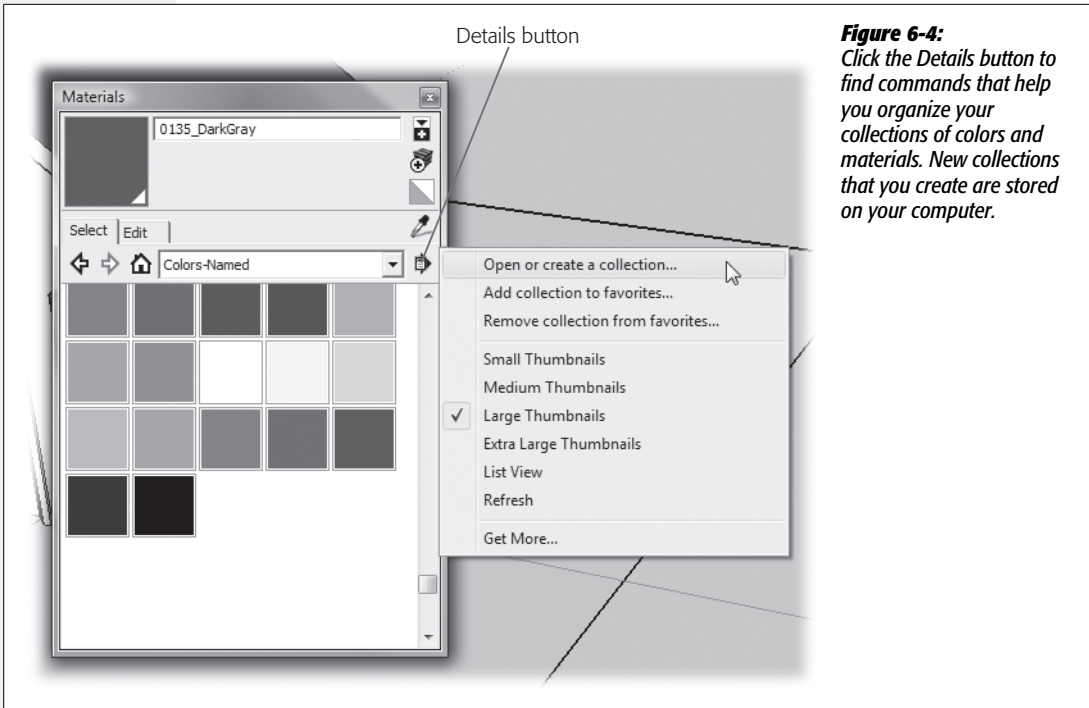 Details button
Materials
0135_DarkGray
Select
Edit
Colors-Named
Open or create a collection...
Add collection to favorites...
Remove collection from favorites...
Small Thumbnails
Medium Thumbnails
Large Thumbnails
Extra Large Thumbnails
List View
Refresh
Get More...
Figure 6-4:
Click the Details button to
find commands that help
you organize your
collections of colors and
materials. New collections
that you create are stored
on your computer.